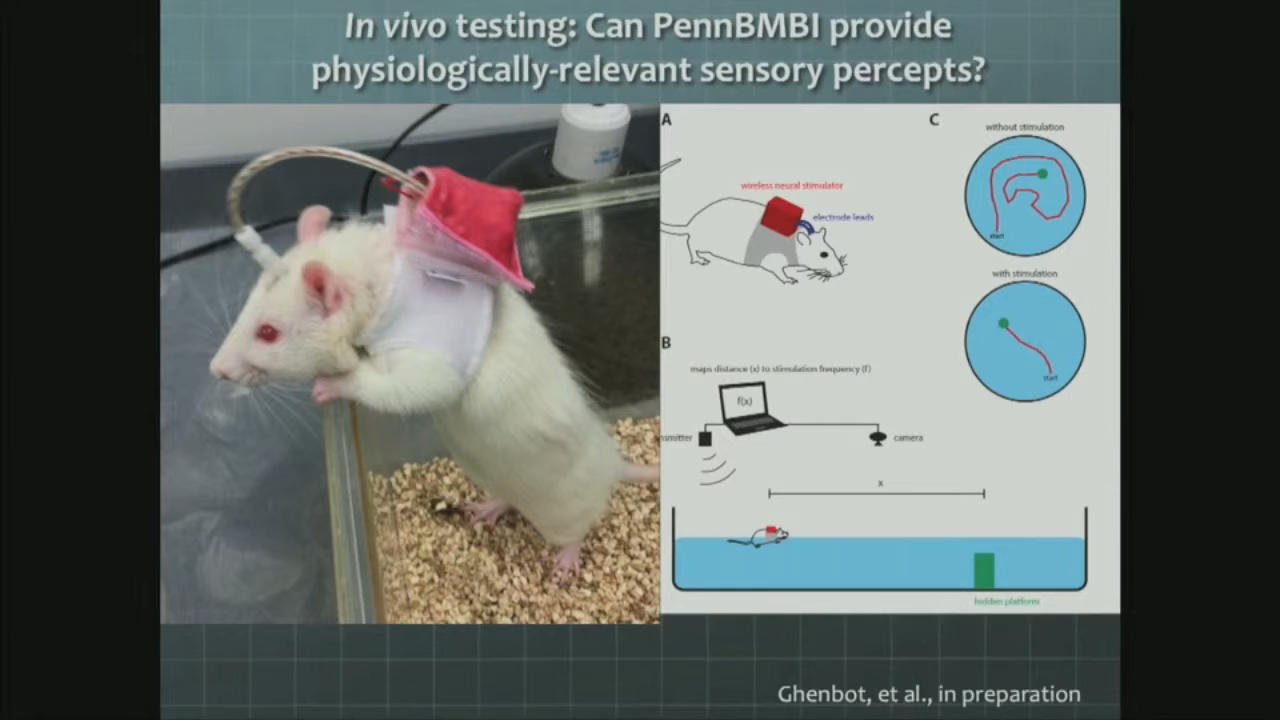 In vivo testing: Can PennBMBI provide
physiologically-relevant sensory percepts?
A
wireless neural stimulator
electrode leads
B
maps distance (x) to stimulation frequency (f)
f(x)
nsmitter
camera
x
hidden platform
C
without stimulation
start
with stimulation
start
Ghenbot, et al., in preparation